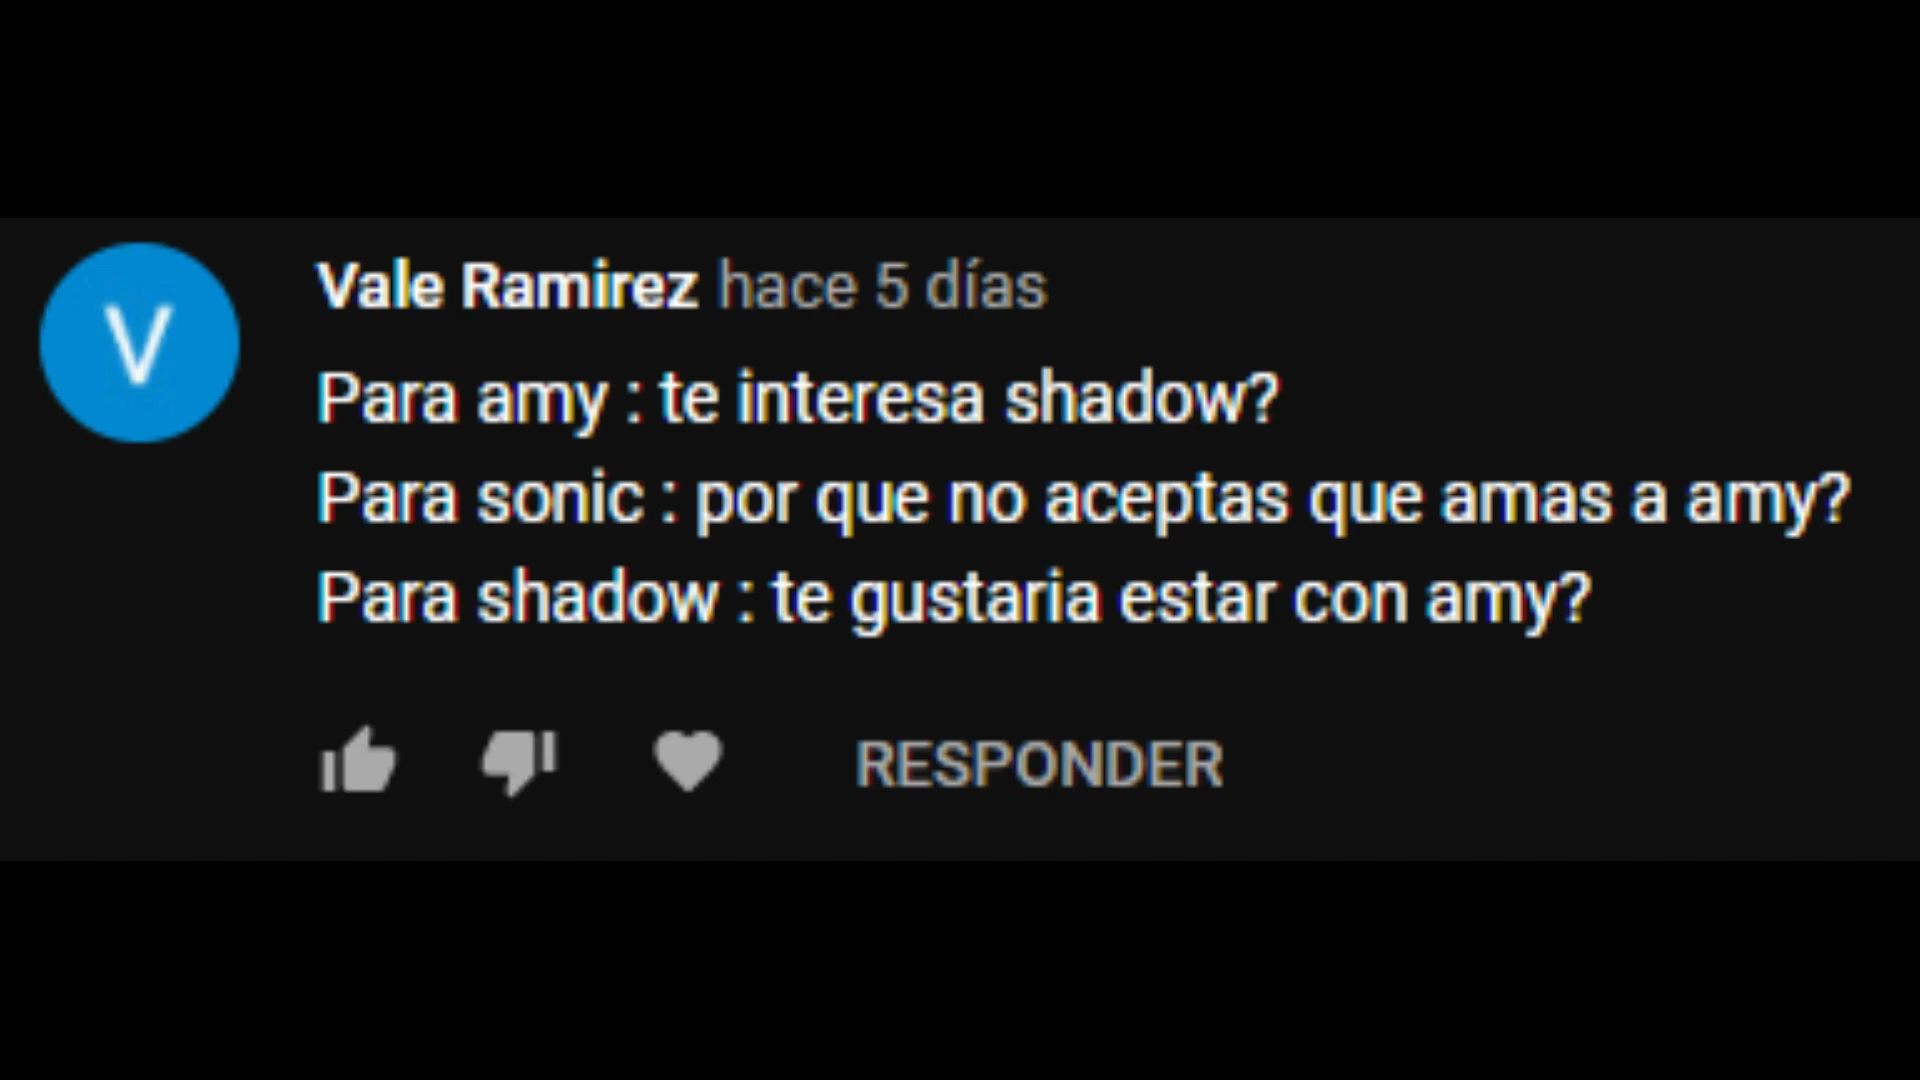 V
Vale Ramirez hace 5 días
Para amy : te interesa shadow?
Para sonic : por que no aceptas que amas a amy?
Para shadow : te gustaria estar con amy?
RESPONDER